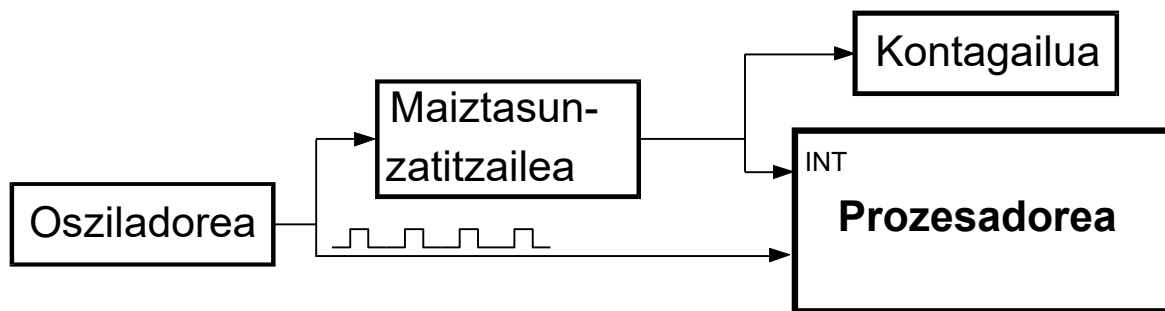 Kontagailua
Maiztasun-
zatitzailea
INT
Prozesadorea
Osziladorea